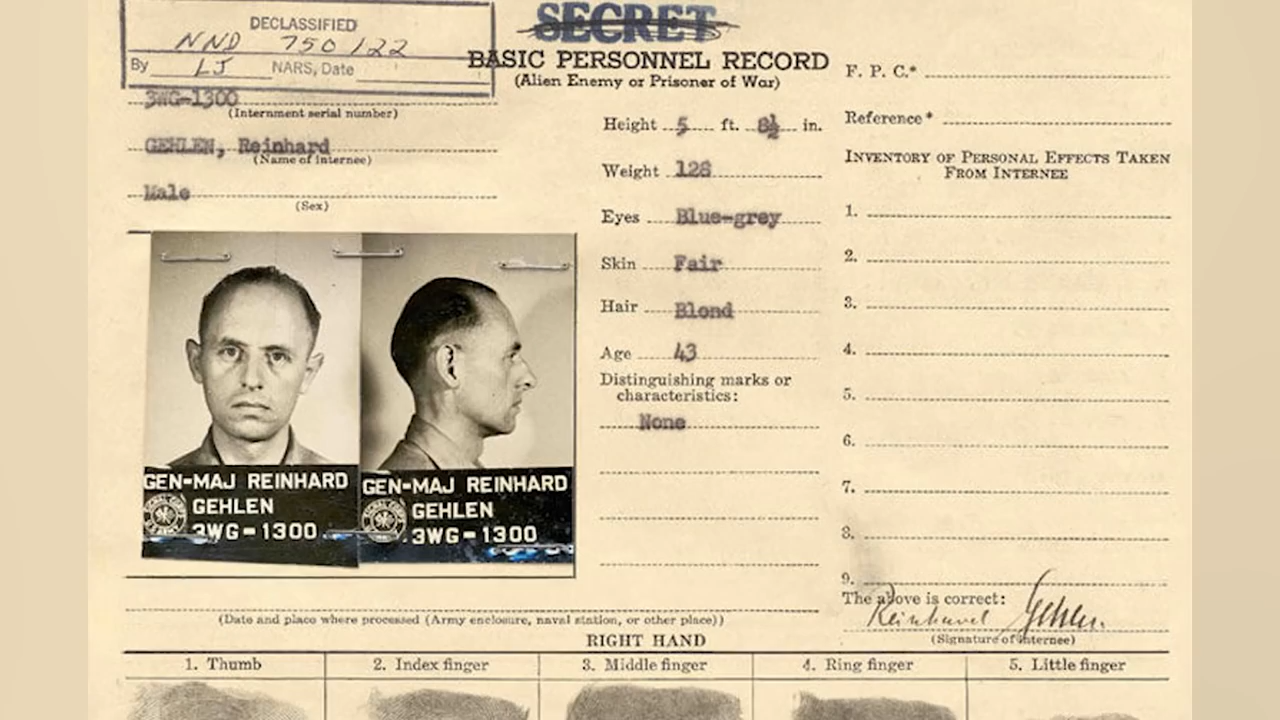 DECLASSIFIED
NND 750122
By LJ NARS, Date
SECRET
BASIC PERSONNEL RECORD
(Alien Enemy or Prisoner of War)
3WG-1300
(Internment serial number)
GEHLEN, Reinhard
(Name of internee)
Male
(Sex)
GEN-MAJ REINHARD
GEHLEN
3WG-1300
GEN-MAJ REINHARD
GEHLEN
3WG-1300
Height 5 ft. 8½ in.
Weight 128
Eyes Blue-grey
Skin Fair
Hair Blond
Age 43
Distinguishing marks or
characteristics:
None
F. P. C.*
Reference*
INVENTORY OF PERSONAL EFFECTS TAKEN
FROM INTERNEE
1.
2.
3.
4.
5.
6.
7.
8.
9.
The above is correct:
Reinhard Gehlen.
(Signature of internee)
(Date and place where processed (Army enclosure, naval station, or other place))
RIGHT HAND
1. Thumb
2. Index finger
3. Middle finger
4. Ring finger
5. Little finger